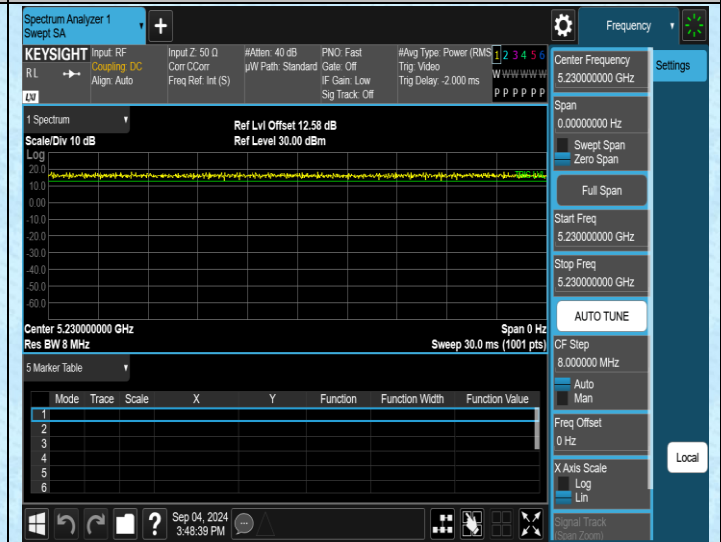 Spectrum Analyzer 1
Swept SA
Frequency
KEYSIGHT
RL
LXI
Input: RF
Coupling: DC
Align: Auto
Input Z: 50 Ω
Corr CCorr
Freq Ref: Int (S)
#Atten: 40 dB
µW Path: Standard
PNO: Fast
Gate: Off
IF Gain: Low
Sig Track: Off
#Avg Type: Power (RMS
Trig: Video
Trig Delay: -2.000 ms
1 2 3 4 5 6
W W W W W W
P P P P P P
1 Spectrum
Scale/Div 10 dB
Ref Lvl Offset 12.58 dB
Ref Level 30.00 dBm
Log
20.0
10.0
0.00
-10.0
-20.0
-30.0
-40.0
-50.0
-60.0
Center 5.230000000 GHz
Span 0 Hz
Res BW 8 MHz
Sweep 30.0 ms (1001 pts)
5 Marker Table
Mode Trace Scale X Y Function Function Width Function Value
1
2
3
4
5
6
Sep 04, 2024
3:48:39 PM
Center Frequency
5.230000000 GHz
Span
0.00000000 Hz
Swept Span
Zero Span
Full Span
Start Freq
5.230000000 GHz
Stop Freq
5.230000000 GHz
AUTO TUNE
CF Step
8.000000 MHz
Auto
Man
Freq Offset
0 Hz
X Axis Scale
Log
Lin
Signal Track
(Span Zoom)
Settings
Local